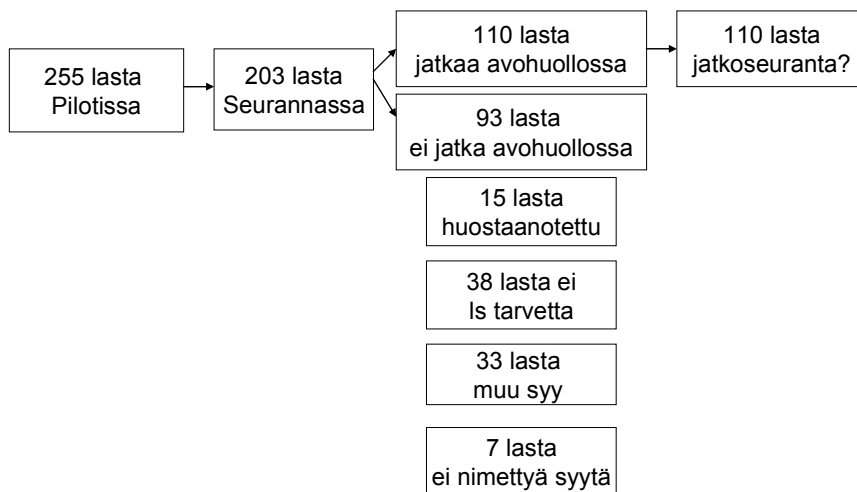 255 lasta
Pilotissa
203 lasta
Seurannassa
110 lasta
jatkaa avohuollossa
110 lasta
jatkoseuranta?
93 lasta
ei jatka avohuollossa
15 lasta
huostaanotettu
38 lasta ei
ls tarvetta
33 lasta
muu syy
7 lasta
ei nimettyä syytä